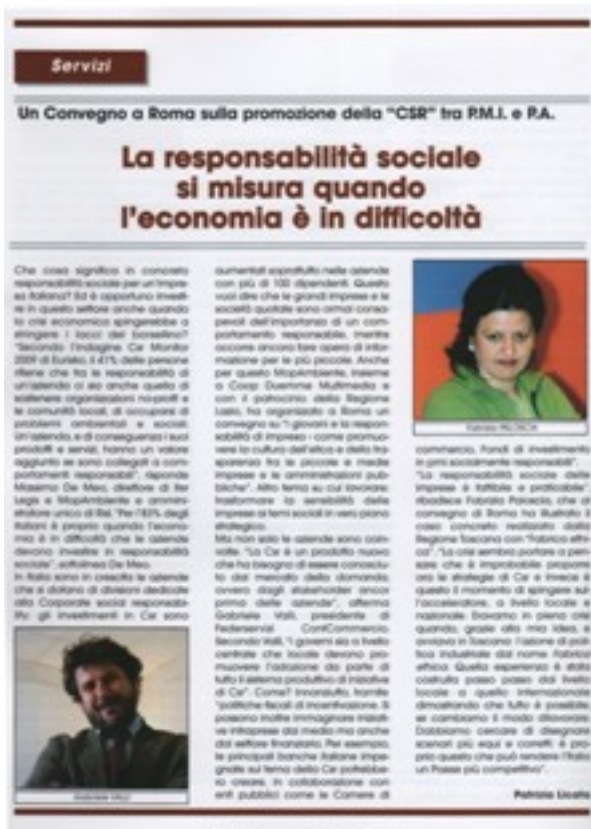 Servizi
Un Convegno a Roma sulla promozione della "CSR" tra P.M.I. e P.A.
La responsabilità sociale
si misura quando
l'economia è in difficoltà
Che cosa significa in concreto
responsabilità sociale per un'impre-
sa italiana? Ed è opportuno investi-
re in questo settore anche quando
la crisi economica spingerebbe a
stringere i lacci del borsellino?
"Secondo l'indagine Csr Monitor
2009 di Eurisko, il 41% delle persone
ritiene che tra le responsabilità di
un'azienda ci sia anche quella di
sostenere organizzazioni no-profit e
le comunità locali, di occuparsi di
problemi ambientali e sociali.
Un'azienda, e di conseguenza i suoi
prodotti e servizi, hanno un valore
aggiunto se sono collegati a com-
portamenti responsabili", risponde
Massimo De Meo, direttore di
Legis e MapAmbiente e ammini-
stratore unico di "Per l'83% degli
italiani è proprio quando l'econo-
mia è in difficoltà che le aziende
devono investire in responsabilità
sociale", sottolinea De Meo.
In Italia sono in crescita le aziende
che si dotano di divisioni dedicate
alla Corporate social responsabi-
lity: gli investimenti in Csr sono
Gabriele VALLI
aumentati soprattutto nelle aziende
con più di 100 dipendenti. Questo
vuol dire che le grandi imprese e le
società quotate sono ormai consa-
pevoli dell'importanza di un com-
portamento responsabile, mentre
occorre ancora fare opera di infor-
mazione per le più piccole. Anche
per questo MapAmbiente, insieme
a Coop Duemme Multimedia e
con il patrocinio della Regione
Lazio, ha organizzato a Roma un
convegno su "I giovani e la respon-
sabilità di impresa - come promuo-
vere la cultura dell'etica e della tra-
sparenza tra le piccole e medie
imprese e le amministrazioni pub-
bliche". Altro tema su cui lavorare:
trasformare la sensibilità delle
imprese ai temi sociali in vero piano
strategico.
Ma non solo le aziende sono coin-
volte. "La Csr è un prodotto nuovo
che ha bisogno di essere conosciu-
to dal mercato della domanda,
ovvero dagli stakeholder ancor
prima delle aziende", afferma
Gabriele Valli, presidente di
Federservizi ConfCommercio.
Secondo Valli, "i governi sia a livello
centrale che locale devono pro-
muovere l'adozione da parte di
tutto il sistema produttivo di iniziative
di Csr". Come? Innanzitutto, tramite
"politiche fiscali di incentivazione. Si
possono inoltre immaginare iniziati-
ve intraprese dai media ma anche
dal settore finanziario. Per esempio,
le principali banche italiane impe-
gnate sul tema della Csr potrebbe-
ro creare, in collaborazione con
enti pubblici come le Camere di
Fabrizia PALOSCIA
commercio, Fondi di investimento
in pmi socialmente responsabili".
"La responsabilità sociale delle
imprese è fattibile e praticabile",
ribadisce Fabrizia Paloscia, che al
convegno di Roma ha illustrato il
caso concreto realizzato dalla
Regione Toscana con "Fabrica ethi-
ca". "La crisi sembra portare a pen-
sare che è improbabile proporre
ora le strategie di Csr e invece è
questo il momento di spingere sul-
l'acceleratore, a livello locale e
nazionale. Eravamo in piena crisi
quando, grazie alla mia idea, si
avviava in Toscana l'azione di poli-
tica industriale dal nome Fabrica
ethica. Quella esperienza è stata
costruita passo passo dal livello
locale a quello internazionale
dimostrando che tutto è possibile,
se cambiamo il modo di lavorare.
Dobbiamo cercare di disegnare
scenari più equi e corretti: è pro-
prio questo che può rendere l'Italia
un Paese più competitivo".
Patrizia Licata